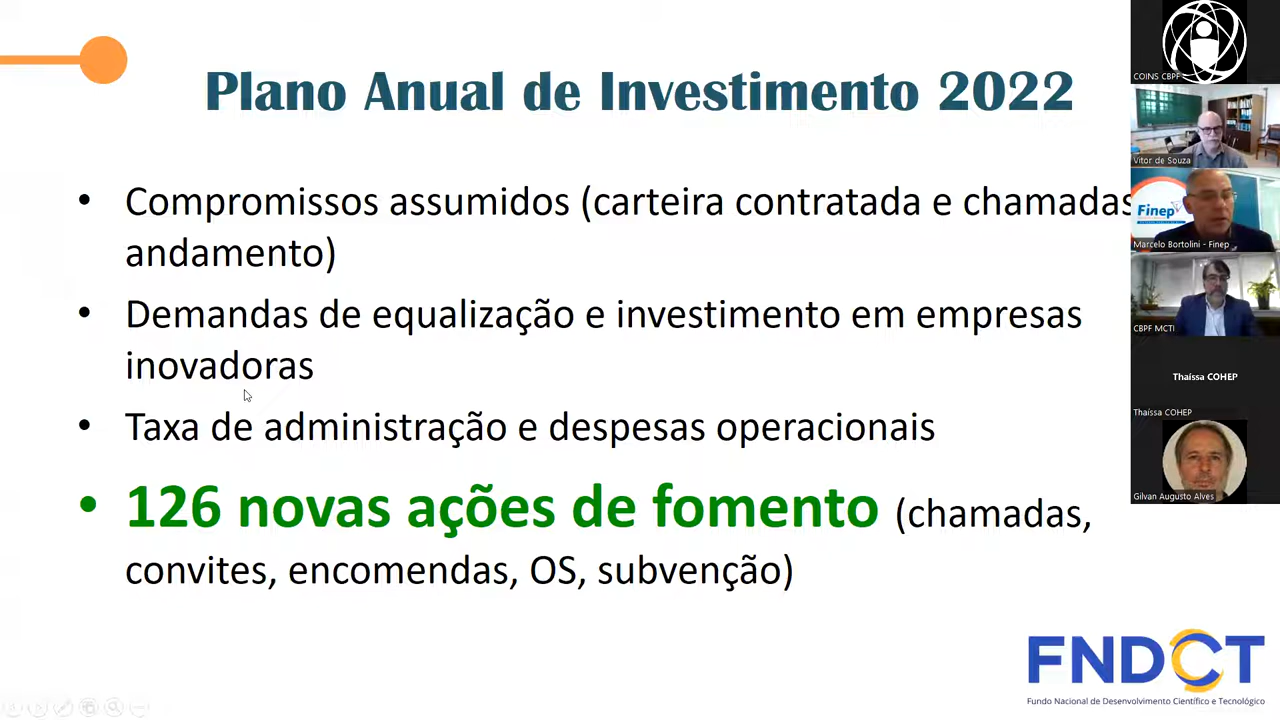 Plano Anual de Investimento 2022
• Compromissos assumidos (carteira contratada e chamadas
andamento)
• Demandas de equalização e investimento em empresas
inovadoras
• Taxa de administração e despesas operacionais
• 126 novas ações de fomento (chamadas,
convites, encomendas, OS, subvenção)
FNDCT
Fundo Nacional de Desenvolvimento Científico e Tecnológico
COINS CBPF
Vitor de Souza
Finep
Marcelo Bortolini - Finep
CBPF MCTI
Thaíssa COHEP
Thaíssa COHEP
Gilvan Augusto Alves